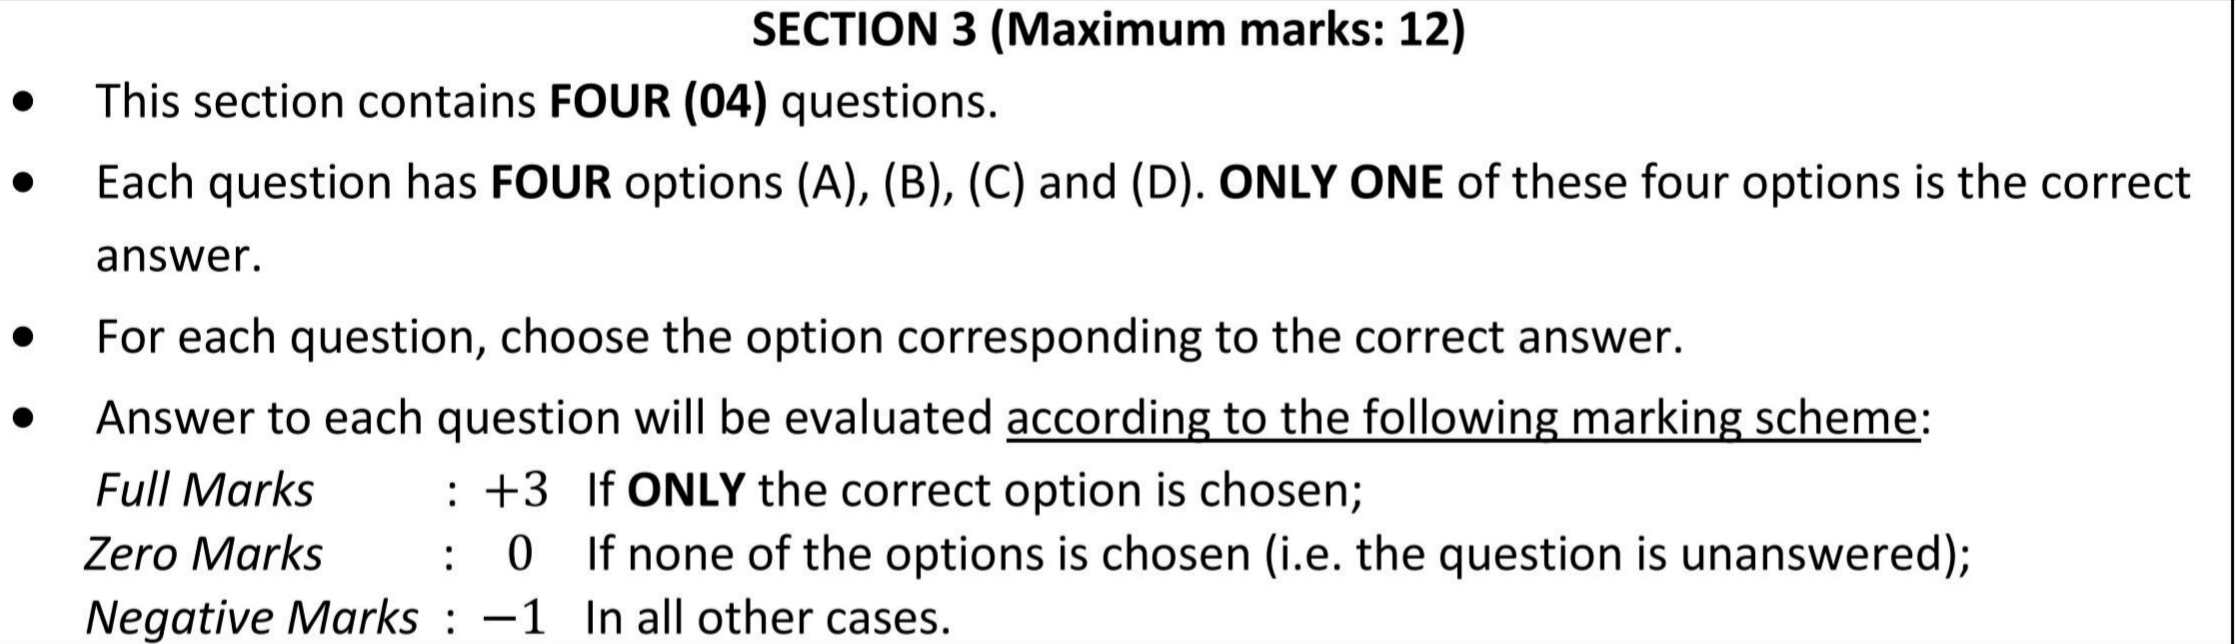 SECTION 3 (Maximum marks: 12)
• This section contains FOUR (04) questions.
• Each question has FOUR options (A), (B), (C) and (D). ONLY ONE of these four options is the correct
answer.
• For each question, choose the option corresponding to the correct answer.
• Answer to each question will be evaluated according to the following marking scheme:
Full Marks : +3 If ONLY the correct option is chosen;
Zero Marks : 0 If none of the options is chosen (i.e. the question is unanswered);
Negative Marks : −1 In all other cases.